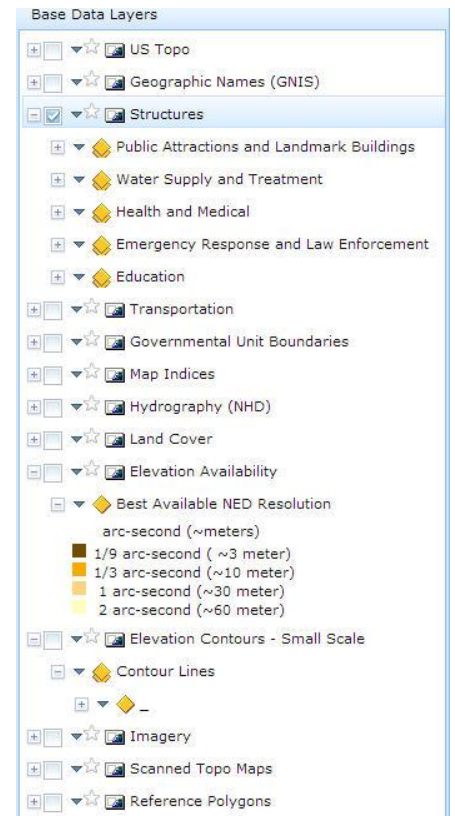 Base Data Layers
US Topo
Geographic Names (GNIS)
Structures
Public Attractions and Landmark Buildings
Water Supply and Treatment
Health and Medical
Emergency Response and Law Enforcement
Education
Transportation
Governmental Unit Boundaries
Map Indices
Hydrography (NHD)
Land Cover
Elevation Availability
Best Available NED Resolution
arc-second (~meters)
1/9 arc-second ( ~3 meter)
1/3 arc-second (~10 meter)
1 arc-second (~30 meter)
2 arc-second (~60 meter)
Elevation Contours - Small Scale
Contour Lines
_
Imagery
Scanned Topo Maps
Reference Polygons